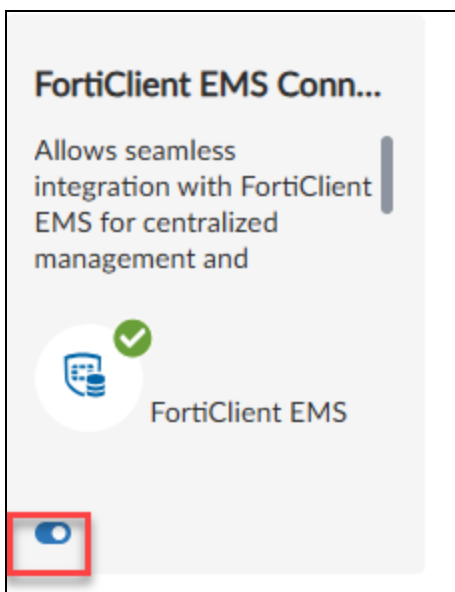 FortiClient EMS Conn...
Allows seamless
integration with FortiClient
EMS for centralized
management and
FortiClient EMS